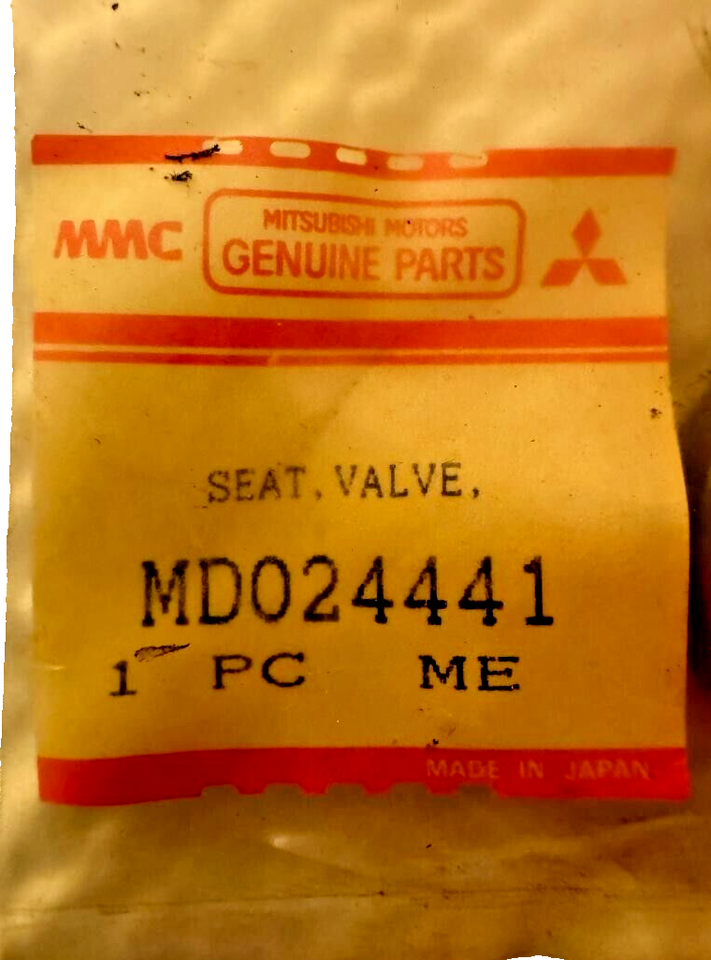 MMC
MITSUBISHI MOTORS
GENUINE PARTS
SEAT,VALVE,
MD024441
1 PC ME
MADE IN JAPAN